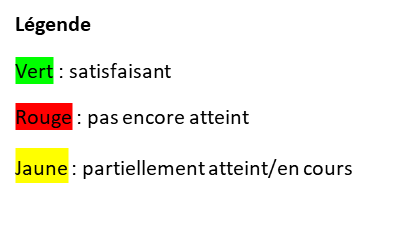 Légende
Vert : satisfaisant
Rouge : pas encore atteint
Jaune : partiellement atteint/en cours